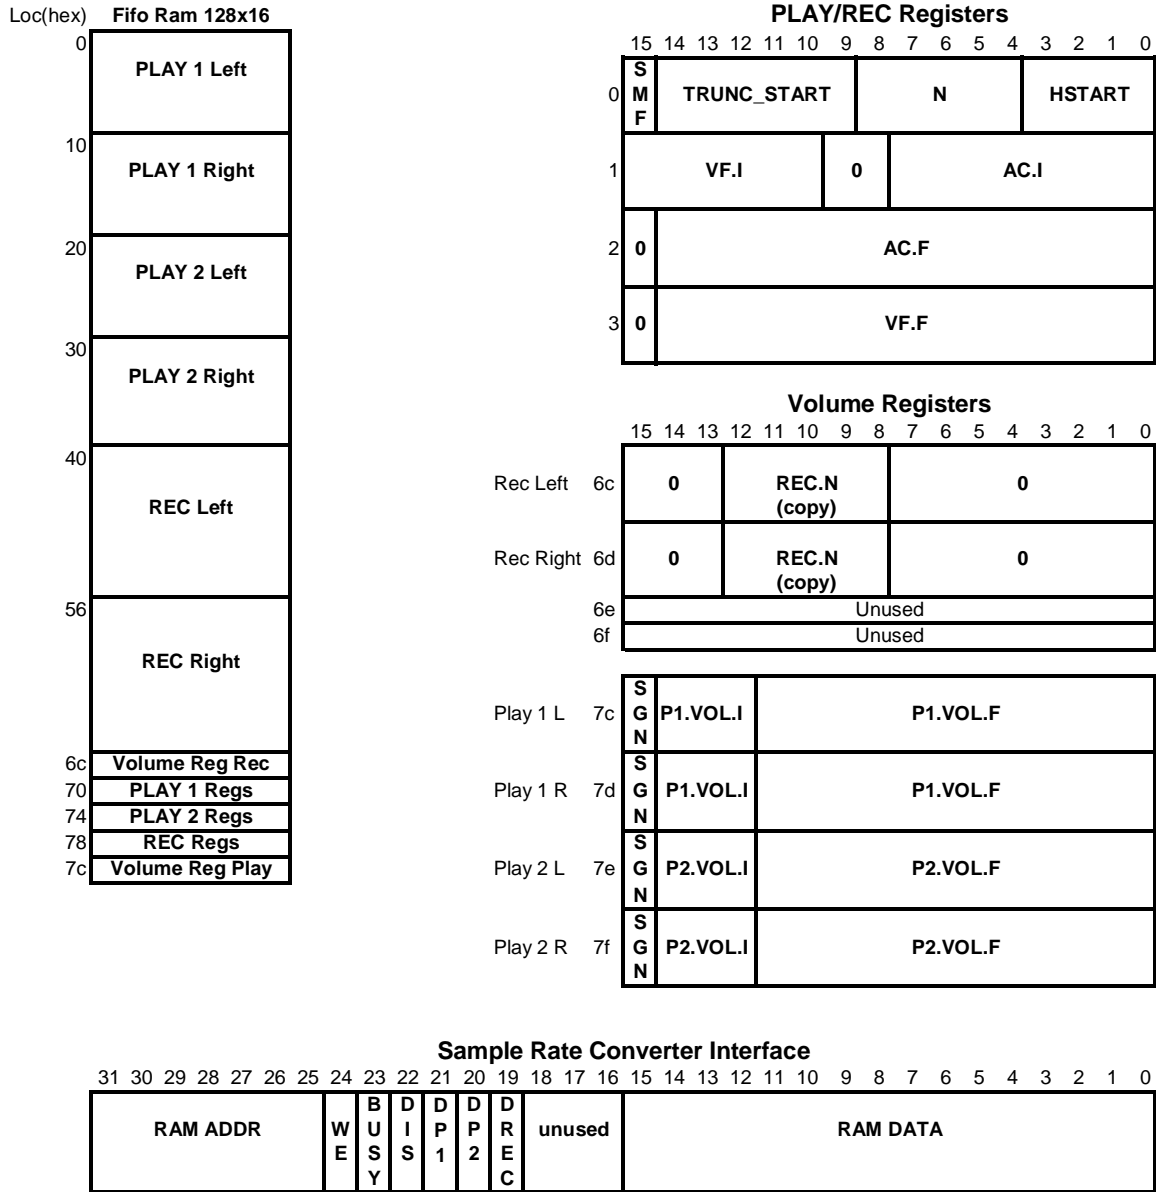 Loc(hex) Fifo Ram 128x16
0 PLAY 1 Left
10 PLAY 1 Right
20 PLAY 2 Left
30 PLAY 2 Right
40 REC Left
56 REC Right
6c Volume Reg Rec
70 PLAY 1 Regs
74 PLAY 2 Regs
78 REC Regs
7c Volume Reg Play
PLAY/REC Registers
15 14 13 12 11 10 9 8 7 6 5 4 3 2 1 0
0 SMF TRUNC_START N HSTART
1 VF.I 0 AC.I
2 0 AC.F
3 0 VF.F
Volume Registers
15 14 13 12 11 10 9 8 7 6 5 4 3 2 1 0
Rec Left 6c 0 REC.N 0
(copy)
Rec Right 6d 0 REC.N 0
(copy)
6e Unused
6f Unused
Play 1 L 7c SGN P1.VOL.I P1.VOL.F
Play 1 R 7d SGN P1.VOL.I P1.VOL.F
Play 2 L 7e SGN P2.VOL.I P2.VOL.F
Play 2 R 7f SGN P2.VOL.I P2.VOL.F
Sample Rate Converter Interface
31 30 29 28 27 26 25 24 23 22 21 20 19 18 17 16 15 14 13 12 11 10 9 8 7 6 5 4 3 2 1 0
RAM ADDR WE BUSY DIS DP1 DP2 DREC unused RAM DATA